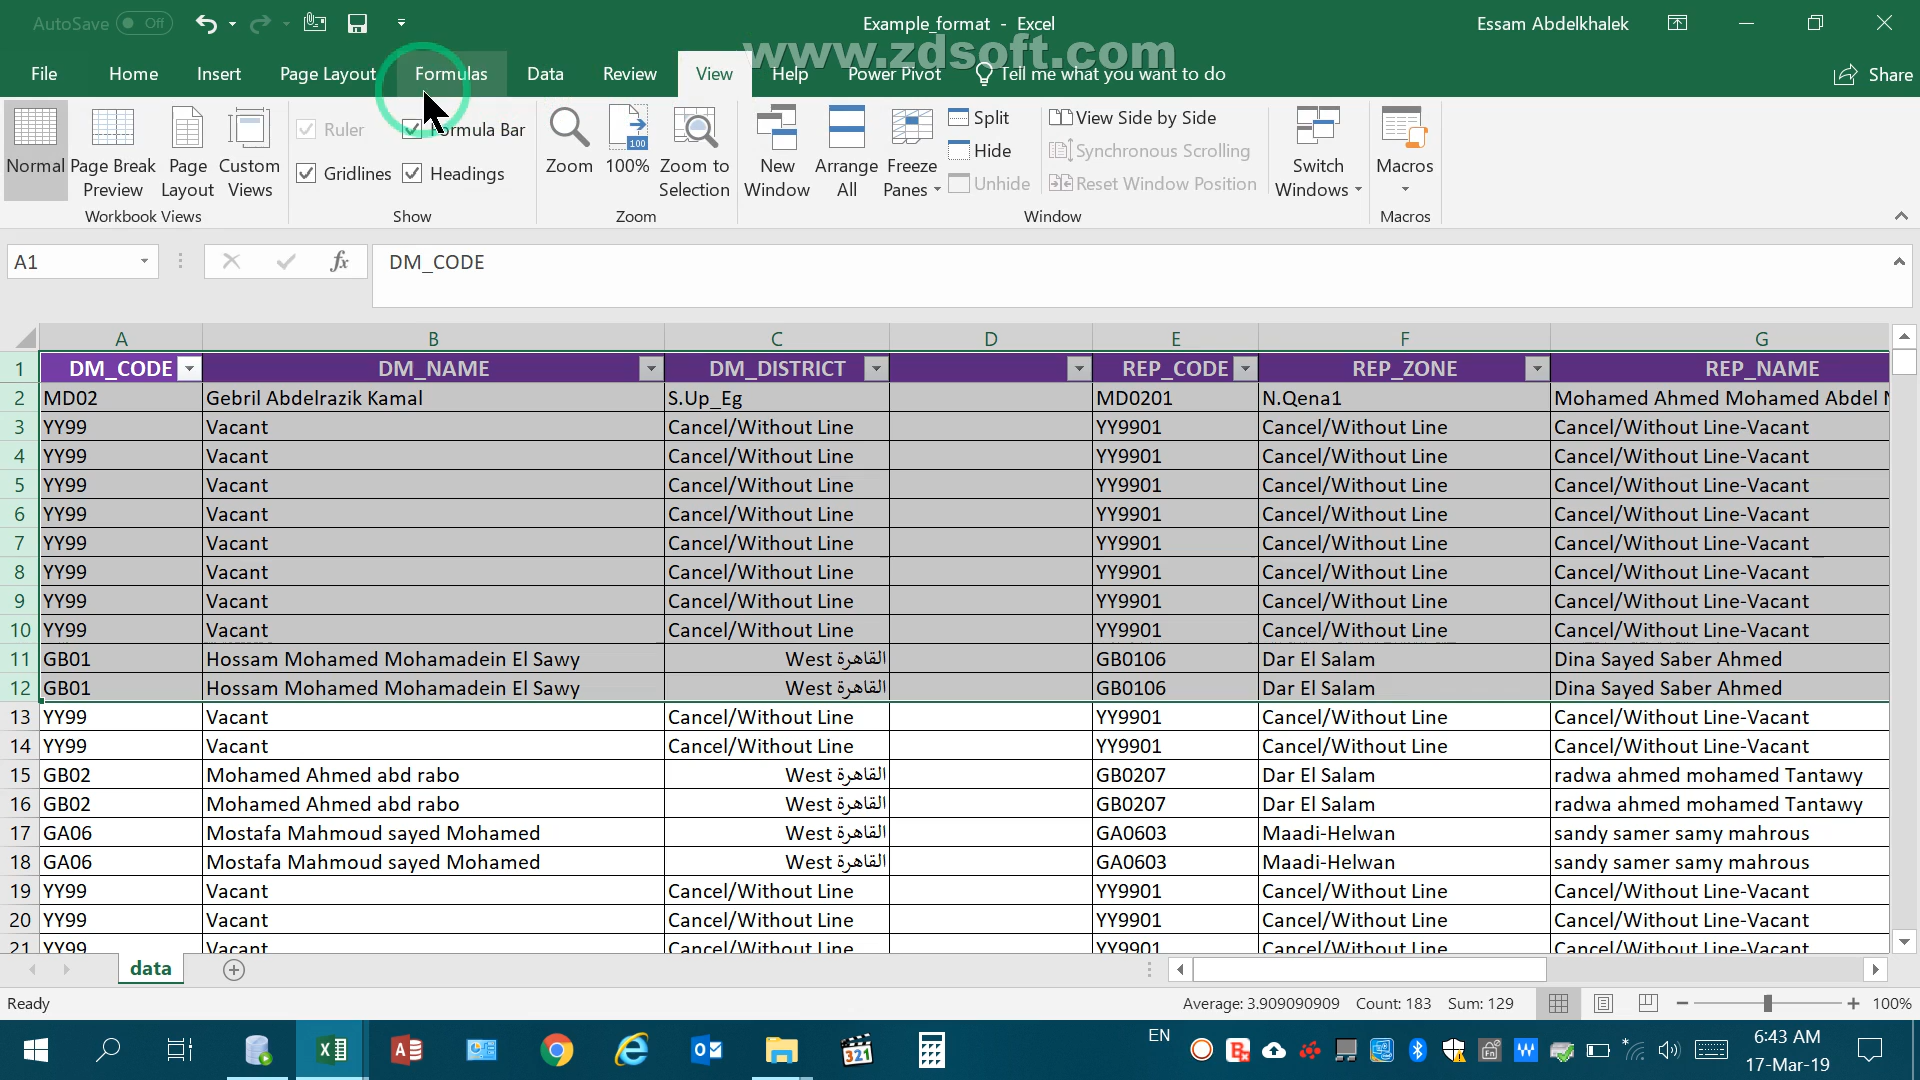 AutoSave Off Example_format - Excel Essam Abdelkhalek
www.zdsoft.com
File Home Insert Page Layout Formulas Data Review View Help Power Pivot Tell me what you want to do Share
Normal Page Break Preview Page Layout Custom Views
Workbook Views
Ruler Formula Bar
Gridlines Headings
Show
Zoom 100% Zoom to Selection
100
Zoom
New Window Arrange All Freeze Panes
Split
Hide
Unhide
View Side by Side
Synchronous Scrolling
Reset Window Position
Switch Windows
Window
Macros
Macros
A1 fx DM_CODE
A B C D E F G
1 DM_CODE DM_NAME DM_DISTRICT REP_CODE REP_ZONE REP_NAME
2 MD02 Gebril Abdelrazik Kamal S.Up_Eg MD0201 N.Qena1 Mohamed Ahmed Mohamed Abdel
3 YY99 Vacant Cancel/Without Line YY9901 Cancel/Without Line Cancel/Without Line-Vacant
4 YY99 Vacant Cancel/Without Line YY9901 Cancel/Without Line Cancel/Without Line-Vacant
5 YY99 Vacant Cancel/Without Line YY9901 Cancel/Without Line Cancel/Without Line-Vacant
6 YY99 Vacant Cancel/Without Line YY9901 Cancel/Without Line Cancel/Without Line-Vacant
7 YY99 Vacant Cancel/Without Line YY9901 Cancel/Without Line Cancel/Without Line-Vacant
8 YY99 Vacant Cancel/Without Line YY9901 Cancel/Without Line Cancel/Without Line-Vacant
9 YY99 Vacant Cancel/Without Line YY9901 Cancel/Without Line Cancel/Without Line-Vacant
10 YY99 Vacant Cancel/Without Line YY9901 Cancel/Without Line Cancel/Without Line-Vacant
11 GB01 Hossam Mohamed Mohamadein El Sawy West القاهرة GB0106 Dar El Salam Dina Sayed Saber Ahmed
12 GB01 Hossam Mohamed Mohamadein El Sawy West القاهرة GB0106 Dar El Salam Dina Sayed Saber Ahmed
13 YY99 Vacant Cancel/Without Line YY9901 Cancel/Without Line Cancel/Without Line-Vacant
14 YY99 Vacant Cancel/Without Line YY9901 Cancel/Without Line Cancel/Without Line-Vacant
15 GB02 Mohamed Ahmed abd rabo West القاهرة GB0207 Dar El Salam radwa ahmed mohamed Tantawy
16 GB02 Mohamed Ahmed abd rabo West القاهرة GB0207 Dar El Salam radwa ahmed mohamed Tantawy
17 GA06 Mostafa Mahmoud sayed Mohamed West القاهرة GA0603 Maadi-Helwan sandy samer samy mahrous
18 GA06 Mostafa Mahmoud sayed Mohamed West القاهرة GA0603 Maadi-Helwan sandy samer samy mahrous
19 YY99 Vacant Cancel/Without Line YY9901 Cancel/Without Line Cancel/Without Line-Vacant
20 YY99 Vacant Cancel/Without Line YY9901 Cancel/Without Line Cancel/Without Line-Vacant
21 YY99 Vacant Cancel/Without Line YY9901 Cancel/Without Line Cancel/Without Line-Vacant
data
Ready Average: 3.909090909 Count: 183 Sum: 129 100%
321
EN
6:43 AM
17-Mar-19